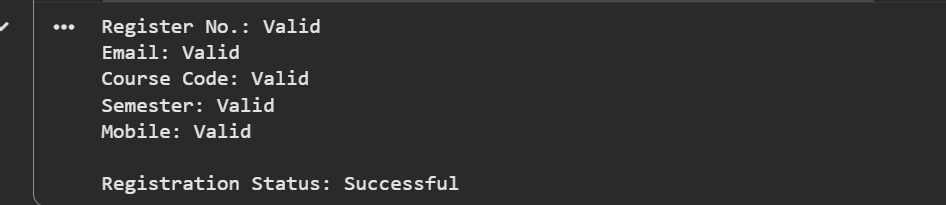 Register No.: Valid
Email: Valid
Course Code: Valid
Semester: Valid
Mobile: Valid
Registration Status: Successful